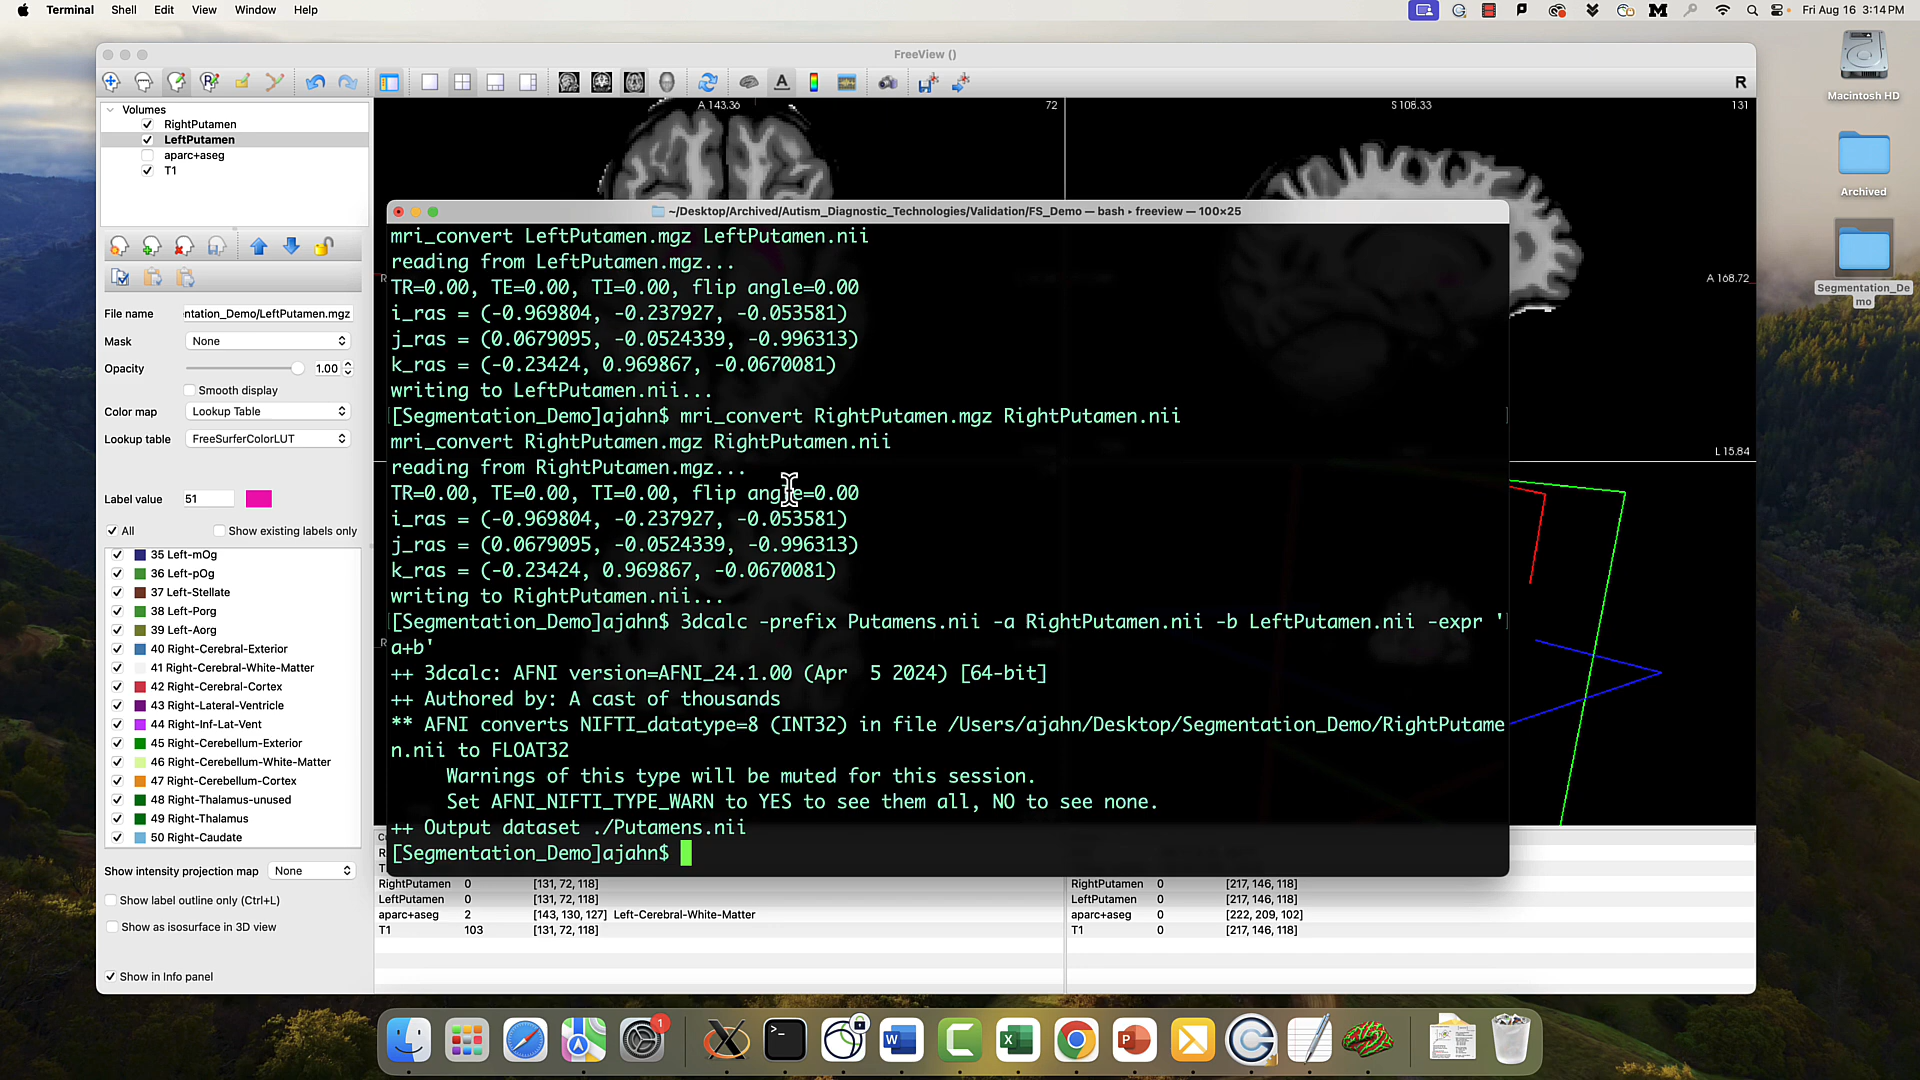 Terminal Shell Edit View Window Help
Fri Aug 16 3:14 PM
FreeView ()
R
Volumes
RightPutamen
LeftPutamen
aparc+aseg
T1
File name ntation_Demo/LeftPutamen.mgz
Mask None
Opacity 1.00
Smooth display
Color map Lookup Table
Lookup table FreeSurferColorLUT
Label value 51
All Show existing labels only
35 Left-mOg
36 Left-pOg
37 Left-Stellate
38 Left-Porg
39 Left-Aorg
40 Right-Cerebral-Exterior
41 Right-Cerebral-White-Matter
42 Right-Cerebral-Cortex
43 Right-Lateral-Ventricle
44 Right-Inf-Lat-Vent
45 Right-Cerebellum-Exterior
46 Right-Cerebellum-White-Matter
47 Right-Cerebellum-Cortex
48 Right-Thalamus-unused
49 Right-Thalamus
50 Right-Caudate
Show intensity projection map None
Show label outline only (Ctrl+L)
Show as isosurface in 3D view
Show in Info panel
A 143.36
72
S 108.33
131
A 168.72
L 15.84
~/Desktop/Archived/Autism_Diagnostic_Technologies/Validation/FS_Demo — bash ▸ freeview — 100×25
mri_convert LeftPutamen.mgz LeftPutamen.nii
reading from LeftPutamen.mgz...
TR=0.00, TE=0.00, TI=0.00, flip angle=0.00
i_ras = (-0.969804, -0.237927, -0.053581)
j_ras = (0.0679095, -0.0524339, -0.996313)
k_ras = (-0.23424, 0.969867, -0.0670081)
writing to LeftPutamen.nii...
[[Segmentation_Demo]ajahn$ mri_convert RightPutamen.mgz RightPutamen.nii ]
mri_convert RightPutamen.mgz RightPutamen.nii
reading from RightPutamen.mgz...
TR=0.00, TE=0.00, TI=0.00, flip angle=0.00
i_ras = (-0.969804, -0.237927, -0.053581)
j_ras = (0.0679095, -0.0524339, -0.996313)
k_ras = (-0.23424, 0.969867, -0.0670081)
writing to RightPutamen.nii...
[[Segmentation_Demo]ajahn$ 3dcalc -prefix Putamens.nii -a RightPutamen.nii -b LeftPutamen.nii -expr ']
a+b'
++ 3dcalc: AFNI version=AFNI_24.1.00 (Apr  5 2024) [64-bit]
++ Authored by: A cast of thousands
** AFNI converts NIFTI_datatype=8 (INT32) in file /Users/ajahn/Desktop/Segmentation_Demo/RightPutame
n.nii to FLOAT32
Warnings of this type will be muted for this session.
Set AFNI_NIFTI_TYPE_WARN to YES to see them all, NO to see none.
++ Output dataset ./Putamens.nii
[Segmentation_Demo]ajahn$
RightPutamen 0 [131, 72, 118]
LeftPutamen 0 [131, 72, 118]
aparc+aseg 2 [143, 130, 127] Left-Cerebral-White-Matter
T1 103 [131, 72, 118]
RightPutamen 0 [217, 146, 118]
LeftPutamen 0 [217, 146, 118]
aparc+aseg 0 [222, 209, 102]
T1 0 [217, 146, 118]
Macintosh HD
Archived
Segmentation_De
mo
1